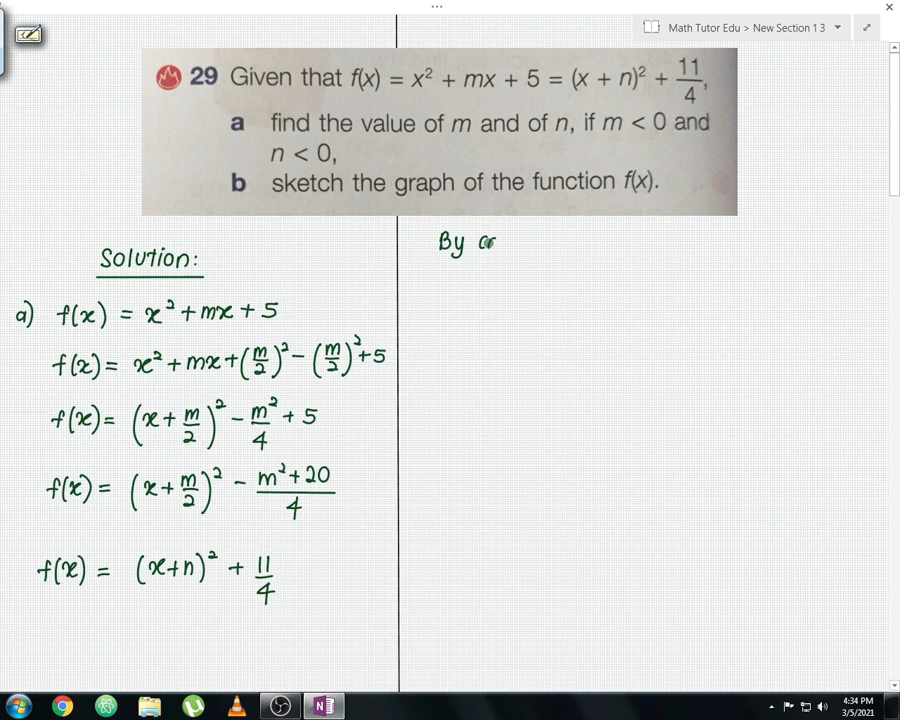 Math Tutor Edu > New Section 1 3
29 Given that f(x) = x² + mx + 5 = (x + n)² + 11/4,
a find the value of m and of n, if m < 0 and
n < 0,
b sketch the graph of the function f(x).
Solution:
a) f(x) = x² + mx + 5
f(x) = x² + mx + (m/2)² - (m/2)² + 5
f(x) = (x + m/2)² - m²/4 + 5
f(x) = (x + m/2)² - m² + 20/4
f(x) = (x+n)² + 11/4
By
4:34 PM
3/5/2021